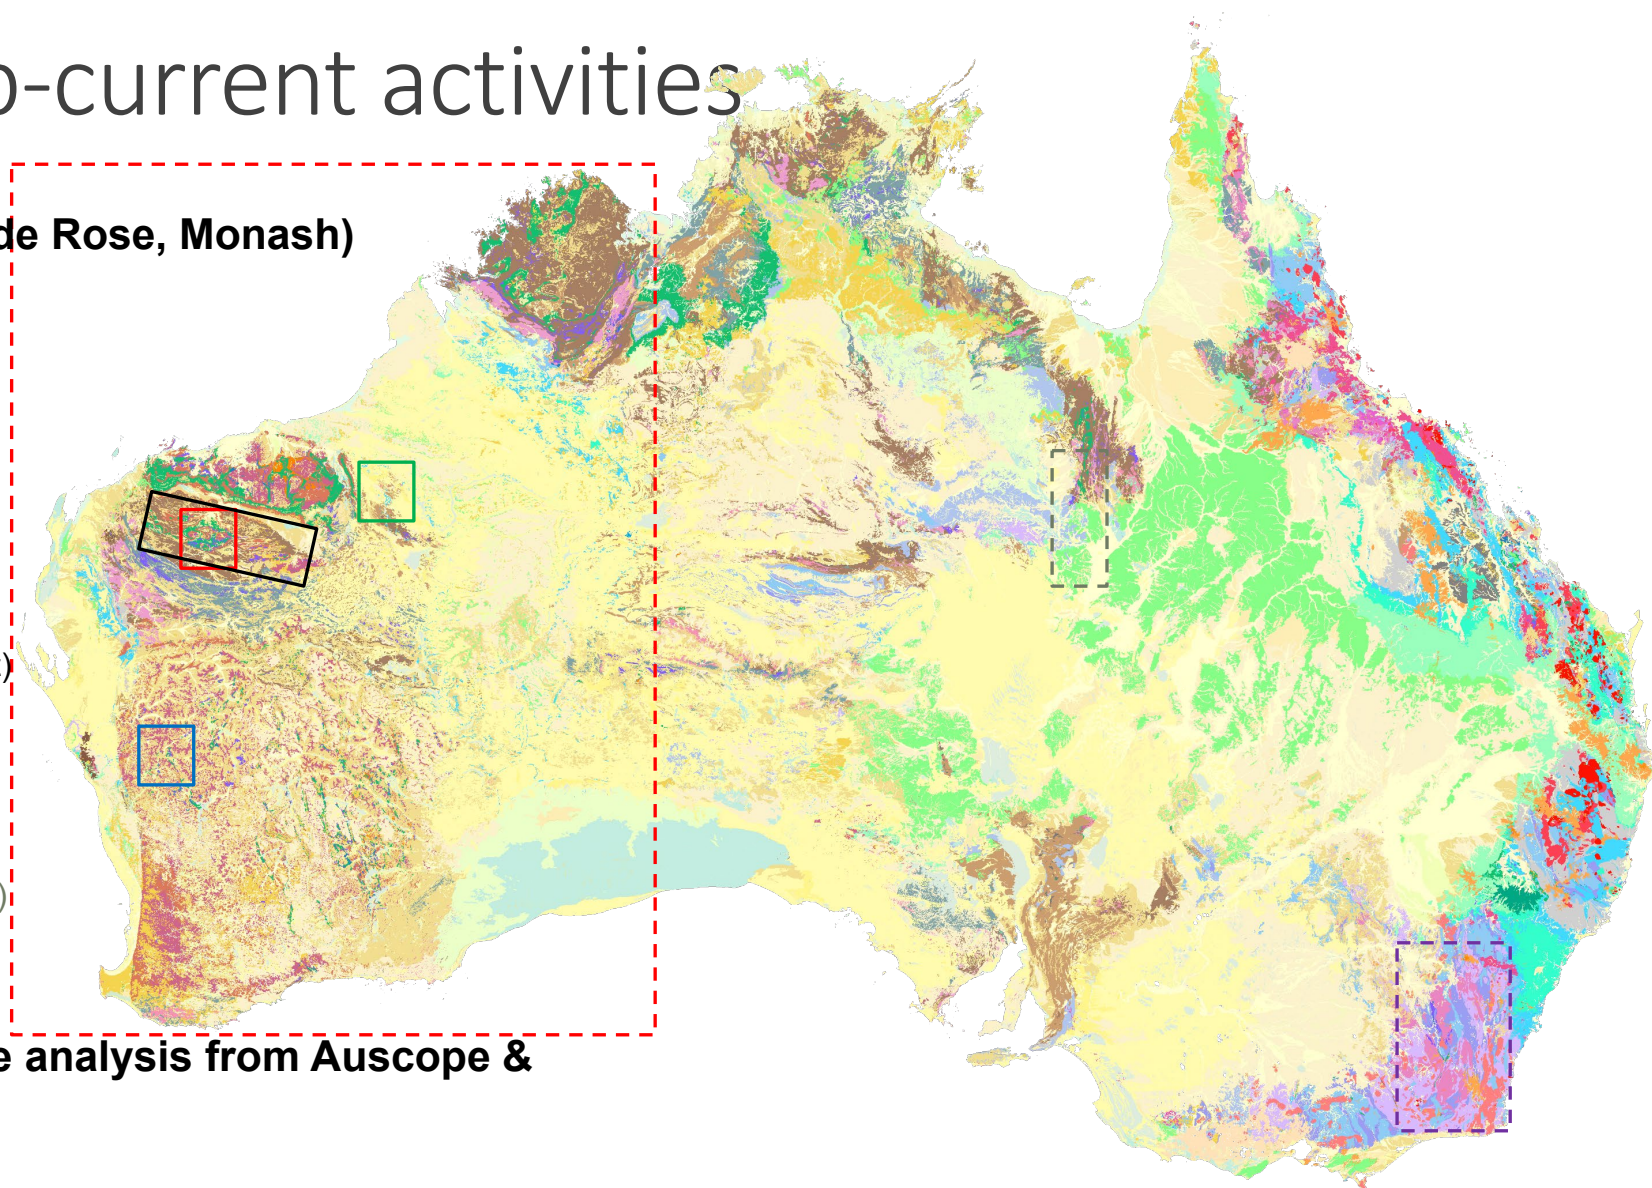 -current activities
de Rose, Monash)
)
)
e analysis from Auscope &